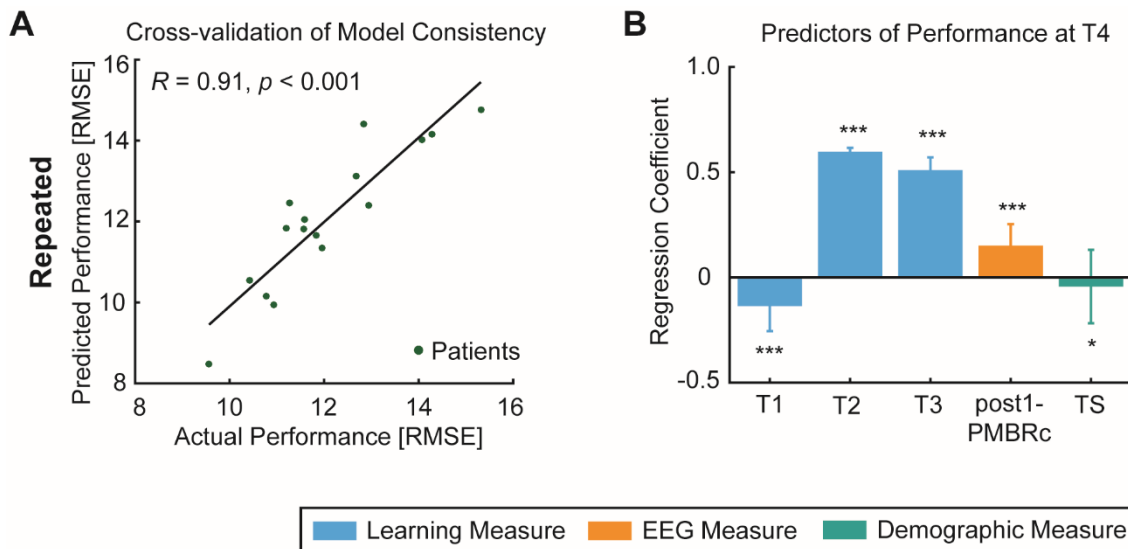 A
Cross-validation of Model Consistency
R = 0.91, p < 0.001
Repeated
Predicted Performance [RMSE]
16
14
12
10
8
Patients
8 10 12 14 16
Actual Performance [RMSE]
B
Predictors of Performance at T4
Regression Coefficient
1.0
0.5
0
-0.5
***
***
***
***
*
T1 T2 T3 post1-PMBRc TS
Learning Measure EEG Measure Demographic Measure